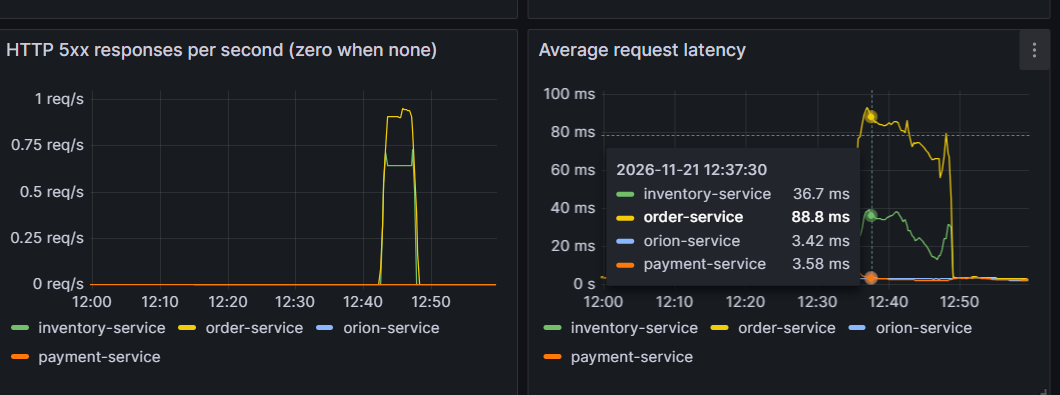 HTTP 5xx responses per second (zero when none)
1 req/s
0.75 req/s
0.5 req/s
0.25 req/s
0 req/s
12:00 12:10 12:20 12:30 12:40 12:50
inventory-service order-service orion-service
payment-service
Average request latency
100 ms
80 ms
60 ms
40 ms
20 ms
0 s
12:00 12:10 12:20 12:30 12:40 12:50
2026-11-21 12:37:30
inventory-service 36.7 ms
order-service 88.8 ms
orion-service 3.42 ms
payment-service 3.58 ms
inventory-service order-service orion-service
payment-service